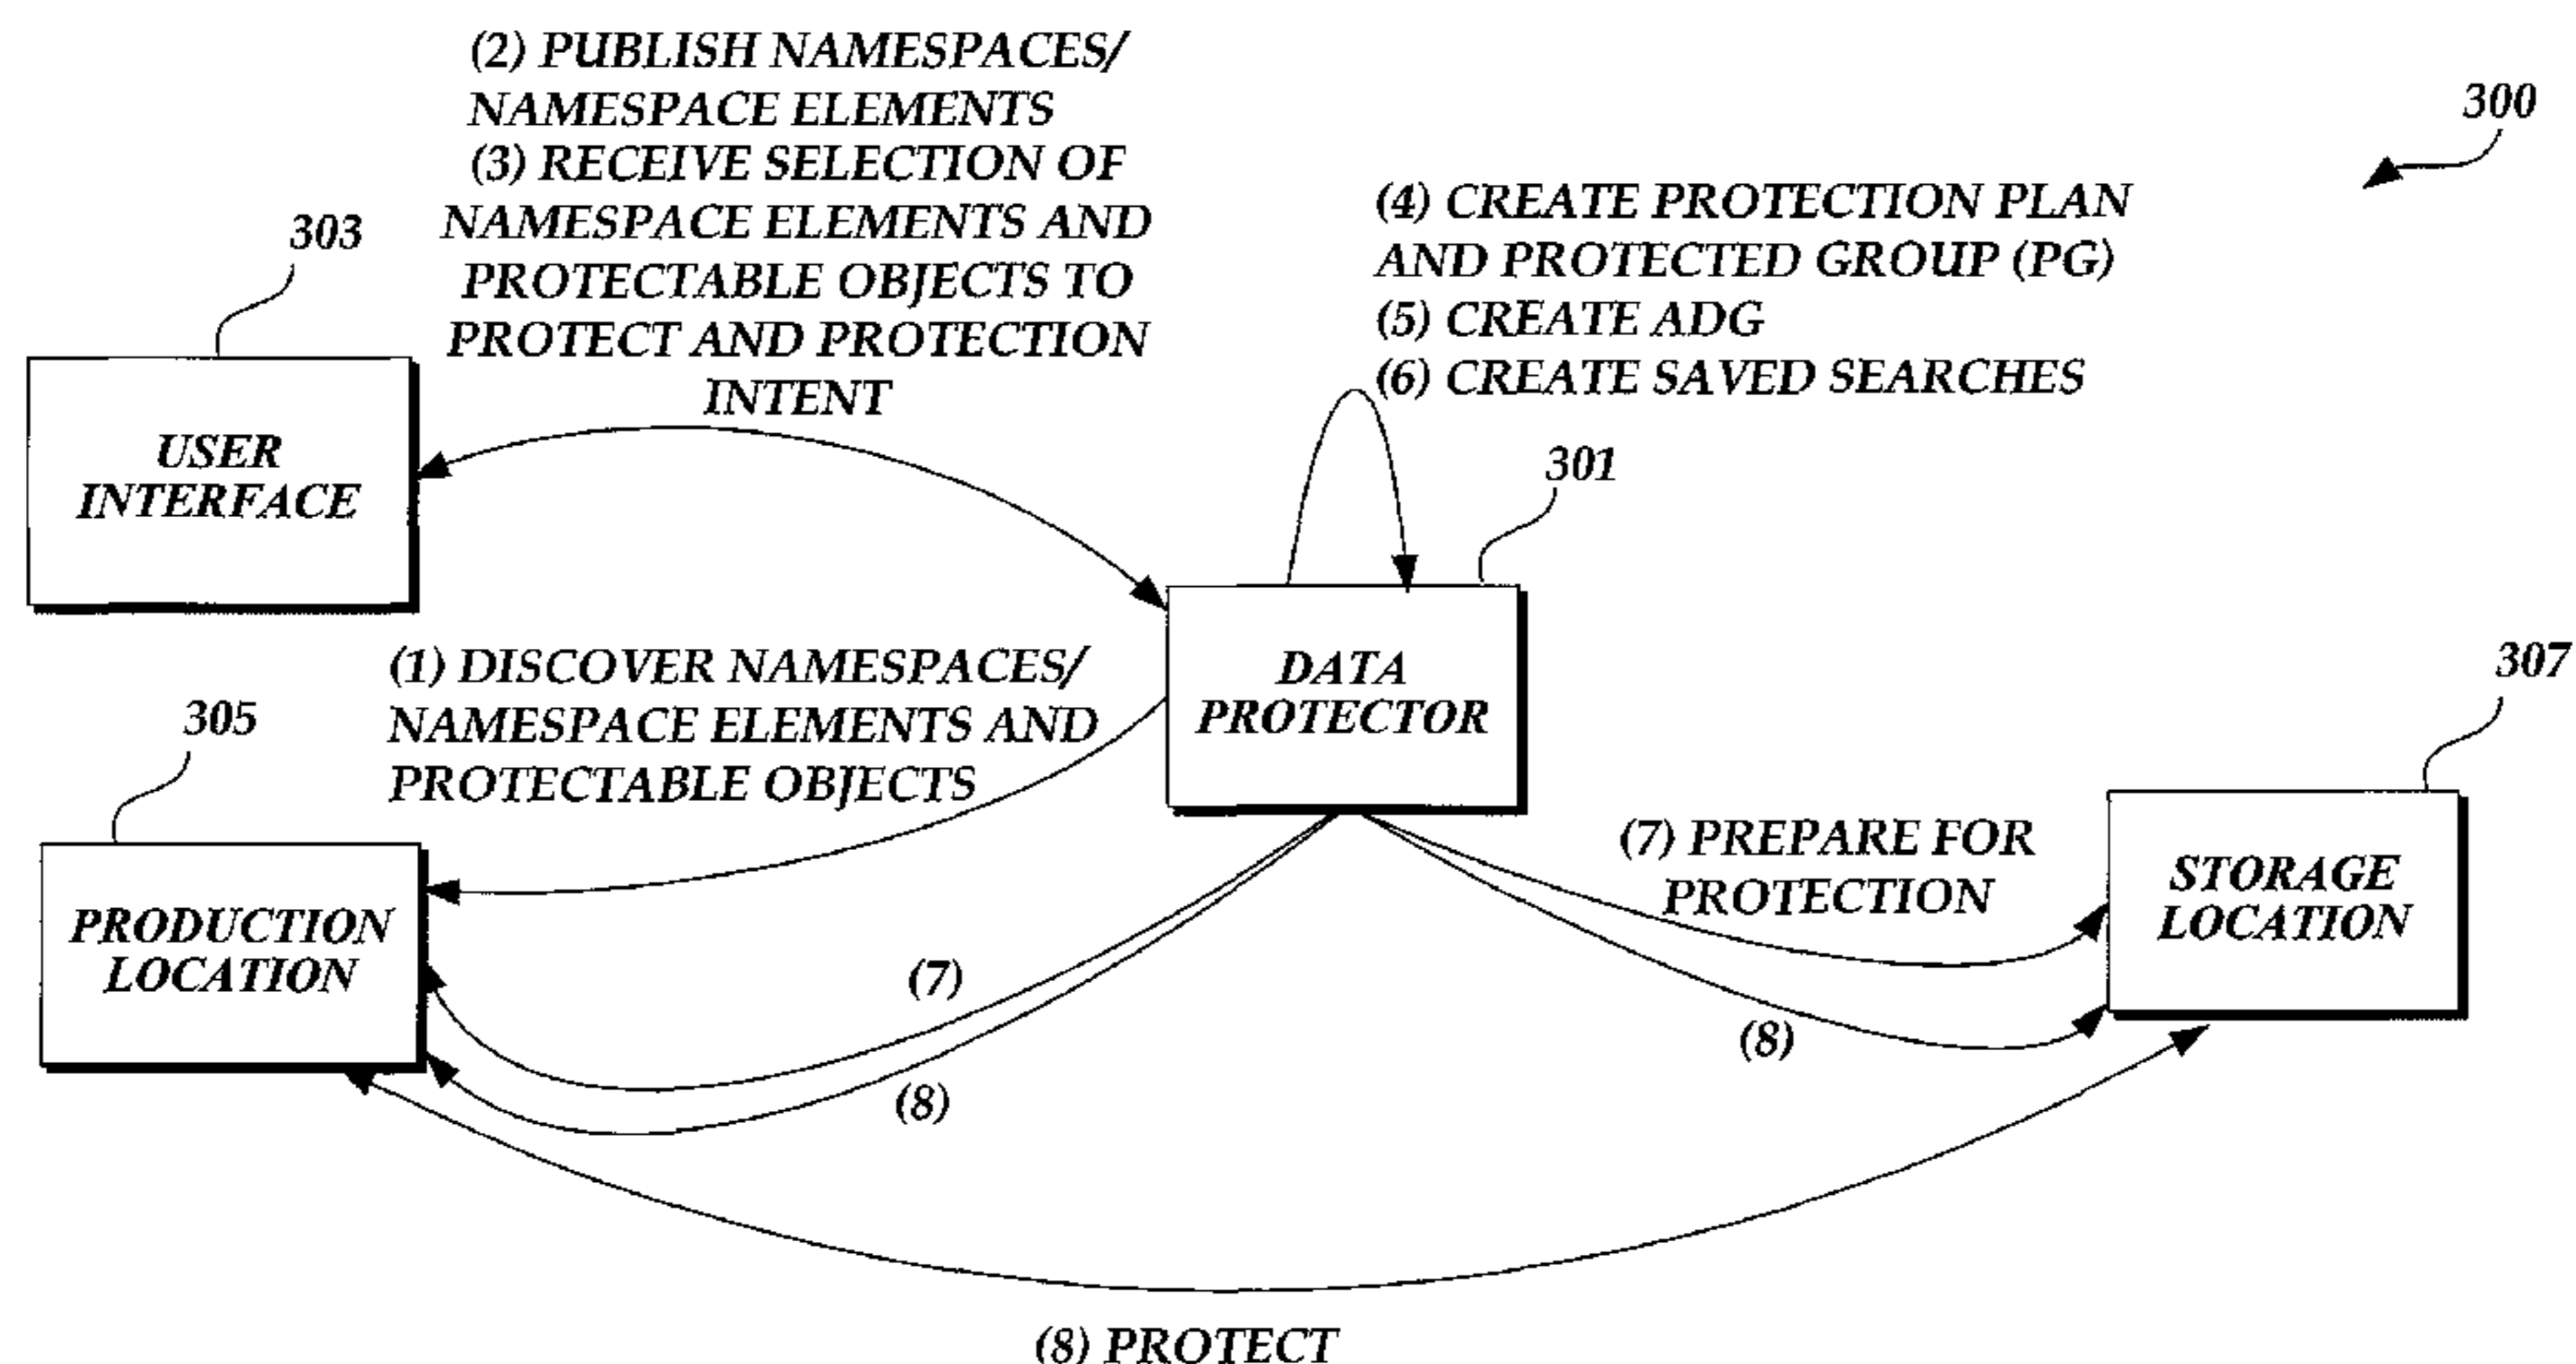 (2) PUBLISH NAMESPACES/
NAMESPACE ELEMENTS
(3) RECEIVE SELECTION OF
NAMESPACE ELEMENTS AND
PROTECTABLE OBJECTS TO
PROTECT AND PROTECTION
INTENT
300
(4) CREATE PROTECTION PLAN
AND PROTECTED GROUP (PG)
(5) CREATE ADG
(6) CREATE SAVED SEARCHES
303
USER
INTERFACE
301
DATA
PROTECTOR
(1) DISCOVER NAMESPACES/
NAMESPACE ELEMENTS AND
PROTECTABLE OBJECTS
305
PRODUCTION
LOCATION
307
STORAGE
LOCATION
(7) PREPARE FOR
PROTECTION
(7)
(8)
(8)
(8) PROTECT